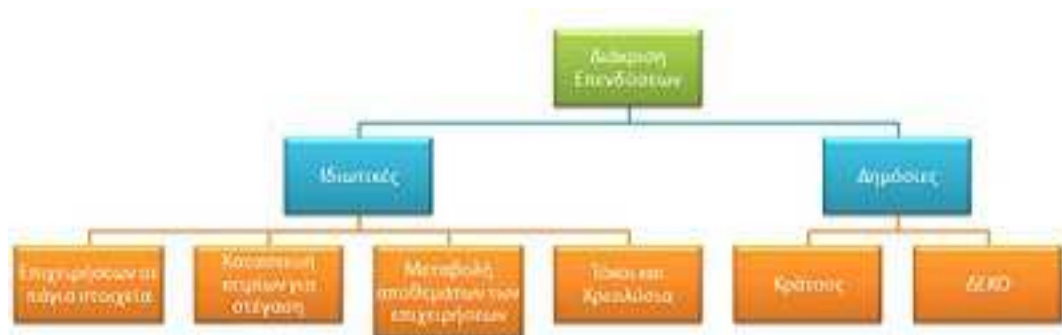 Διάκριση
Επενδύσεων
Ιδιωτικές
Δημόσιες
Επιχειρήσεων σε
πάγια στοιχεία
Κατασκευή
κτιρίων για
στέγαση
Μεταβολή
αποθεμάτων των
επιχειρήσεων
Τόκοι και
Χρεολύσια
Κράτους
ΔΕΚΟ